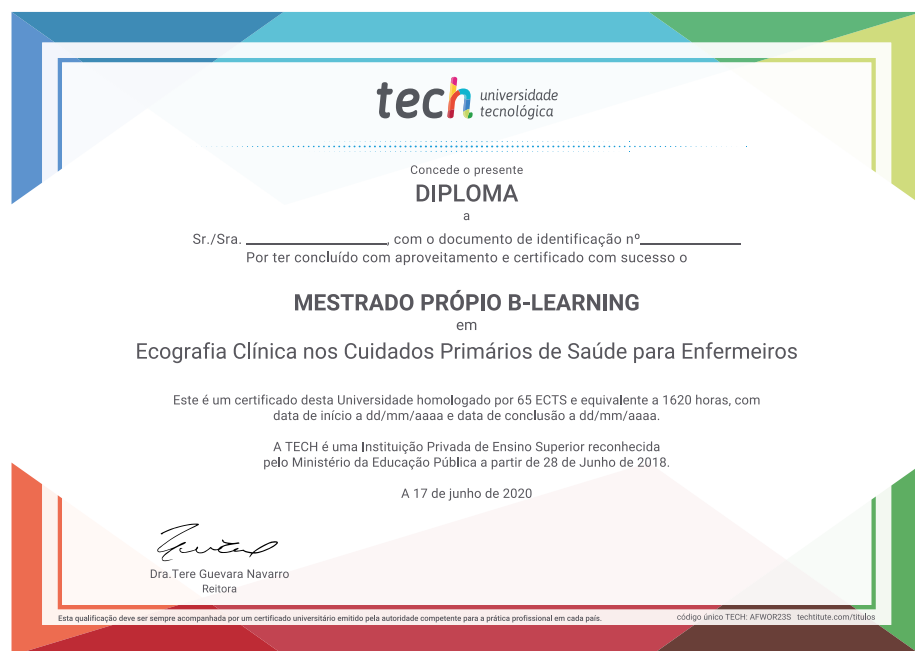 tech universidade
tecnológica
Concede o presente
DIPLOMA
a
Sr./Sra. ________________, com o documento de identificação nº___________
Por ter concluído com aproveitamento e certificado com sucesso o
MESTRADO PRÓPIO B-LEARNING
em
Ecografia Clínica nos Cuidados Primários de Saúde para Enfermeiros
Este é um certificado desta Universidade homologado por 65 ECTS e equivalente a 1620 horas, com
data de início a dd/mm/aaaa e data de conclusão a dd/mm/aaaa.
A TECH é uma Instituição Privada de Ensino Superior reconhecida
pelo Ministério da Educação Pública a partir de 28 de Junho de 2018.
A 17 de junho de 2020
Dra.Tere Guevara Navarro
Reitora
Esta qualificação deve ser sempre acompanhada por um certificado universitário emitido pela autoridade competente para a prática profissional em cada país.
código único TECH: AFWOR23S techtitute.com/titulos